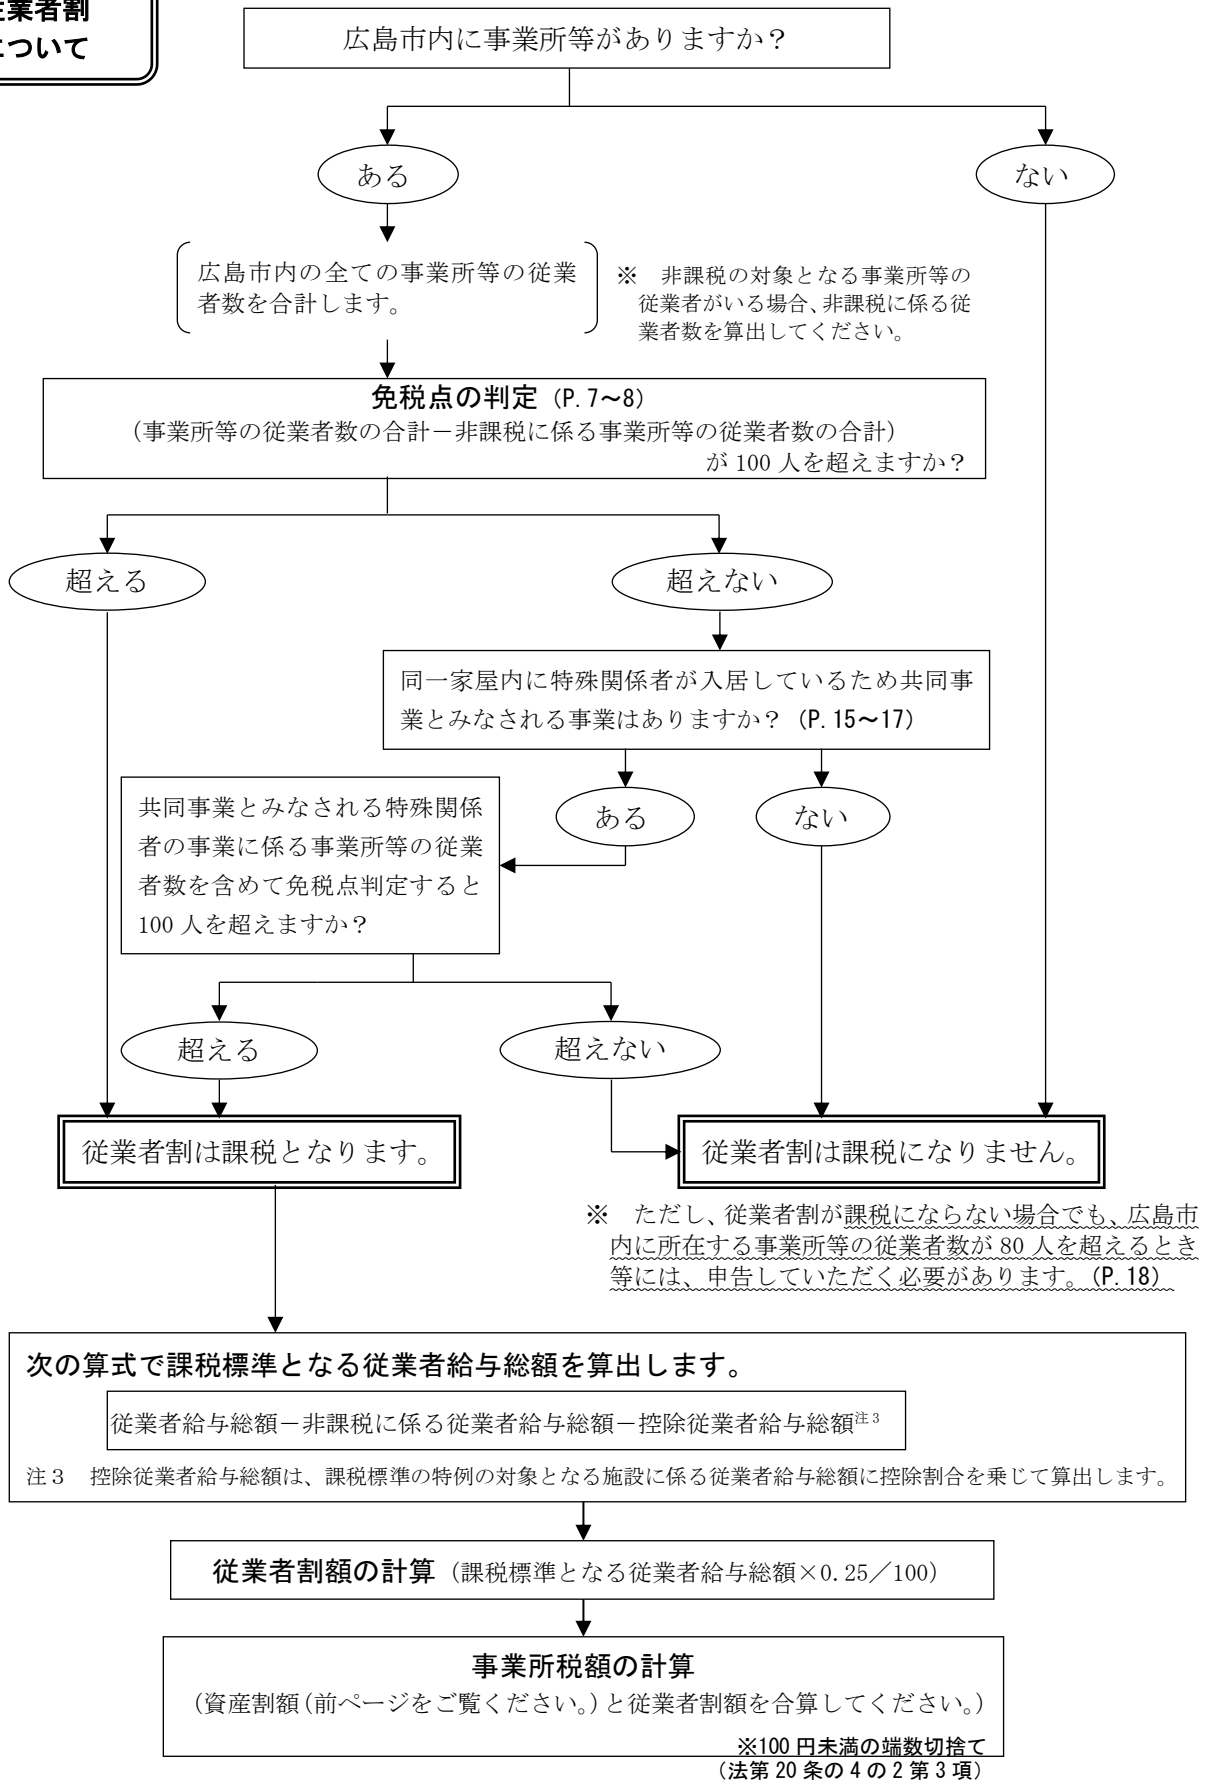 従業者割
について
広島市内に事業所等がありますか？
ある
ない
広島市内の全ての事業所等の従業
者数を合計します。
※　非課税の対象となる事業所等の
従業者がいる場合、非課税に係る従
業者数を算出してください。
免税点の判定（P.7～8）
（事業所等の従業者数の合計－非課税に係る事業所等の従業者数の合計）
が 100 人を超えますか？
超える
超えない
同一家屋内に特殊関係者が入居しているため共同事
業とみなされる事業はありますか？（P.15～17）
ある
ない
共同事業とみなされる特殊関係
者の事業に係る事業所等の従業
者数を含めて免税点判定すると
100 人を超えますか？
超える
超えない
従業者割は課税となります。
従業者割は課税になりません。
※　ただし、従業者割が課税にならない場合でも、広島市
内に所在する事業所等の従業者数が 80 人を超えるとき
等には、申告していただく必要があります。（P.18）
次の算式で課税標準となる従業者給与総額を算出します。
従業者給与総額－非課税に係る従業者給与総額－控除従業者給与総額注3
注３　控除従業者給与総額は、課税標準の特例の対象となる施設に係る従業者給与総額に控除割合を乗じて算出します。
従業者割額の計算（課税標準となる従業者給与総額×0.25／100）
事業所税額の計算
（資産割額（前ページをご覧ください。）と従業者割額を合算してください。）
※100 円未満の端数切捨て
（法第 20 条の 4 の 2 第 3 項）